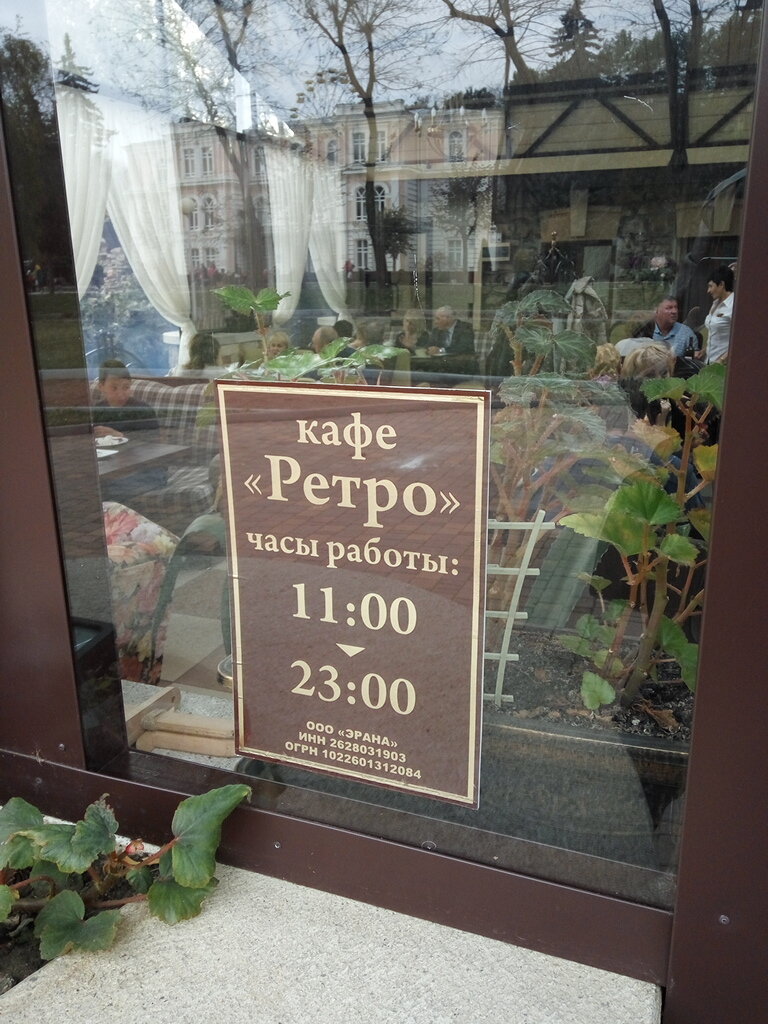 кафе
«Ретро»
часы работы:
11:00
23:00
ООО «ЭРАНА»
ИНН 2628031903
ОГРН 1022601312084